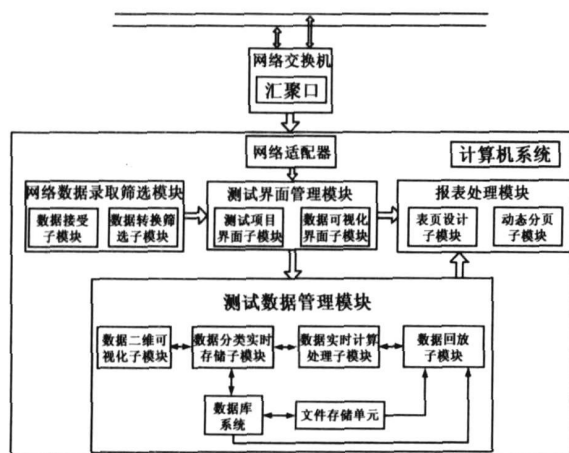 网络交换机
汇聚口
网络适配器
计算机系统
网络数据录取筛选模块
数据接受
子模块
数据转换筛
选子模块
测试界面管理模块
测试项目
界面子模块
数据可视化
界面子模块
报表处理模块
表页设计
子模块
动态分页
子模块
测试数据管理模块
数据二维可
视化子模块
数据分类实时
存储子模块
数据实时计算
处理子模块
数据回放
子模块
数据库
系统
文件存储单元